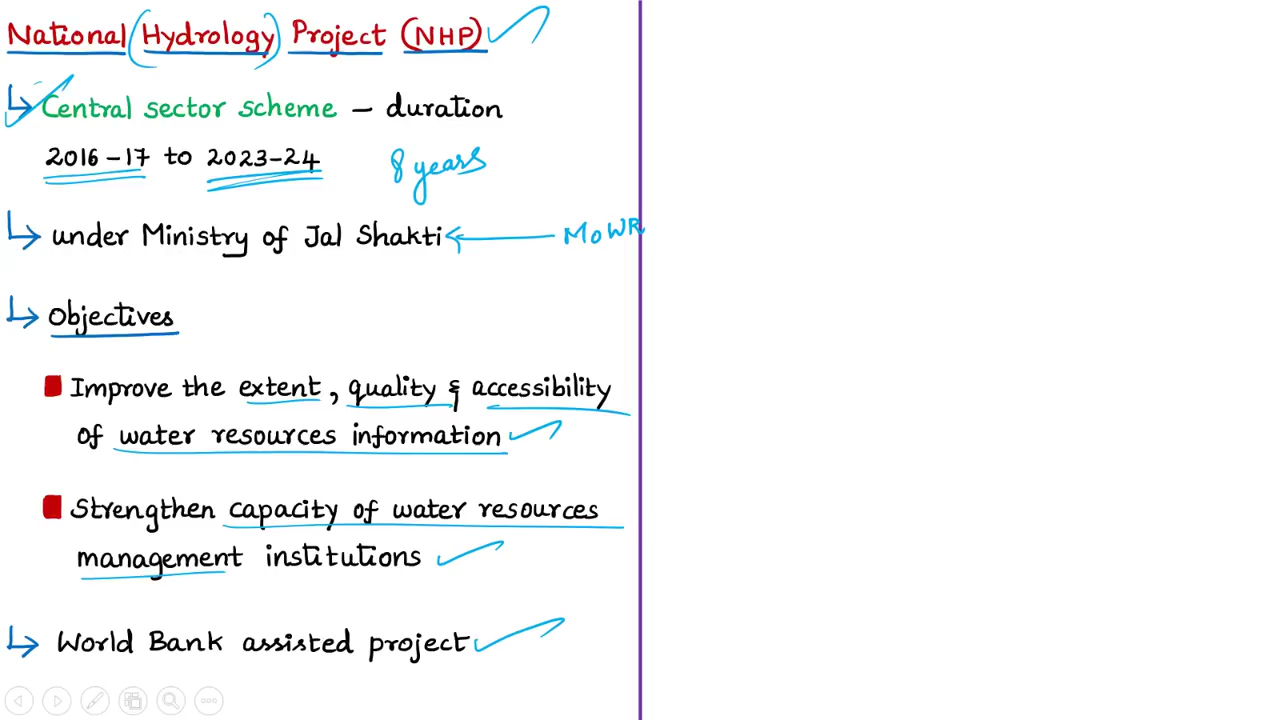 National (Hydrology) Project (NHP)
Central sector scheme – duration
2016-17 to 2023-24 8 years
under Ministry of Jal Shakti MoWR
Objectives
Improve the extent, quality & accessibility
of water resources information
Strengthen capacity of water resources
management institutions
World Bank assisted project